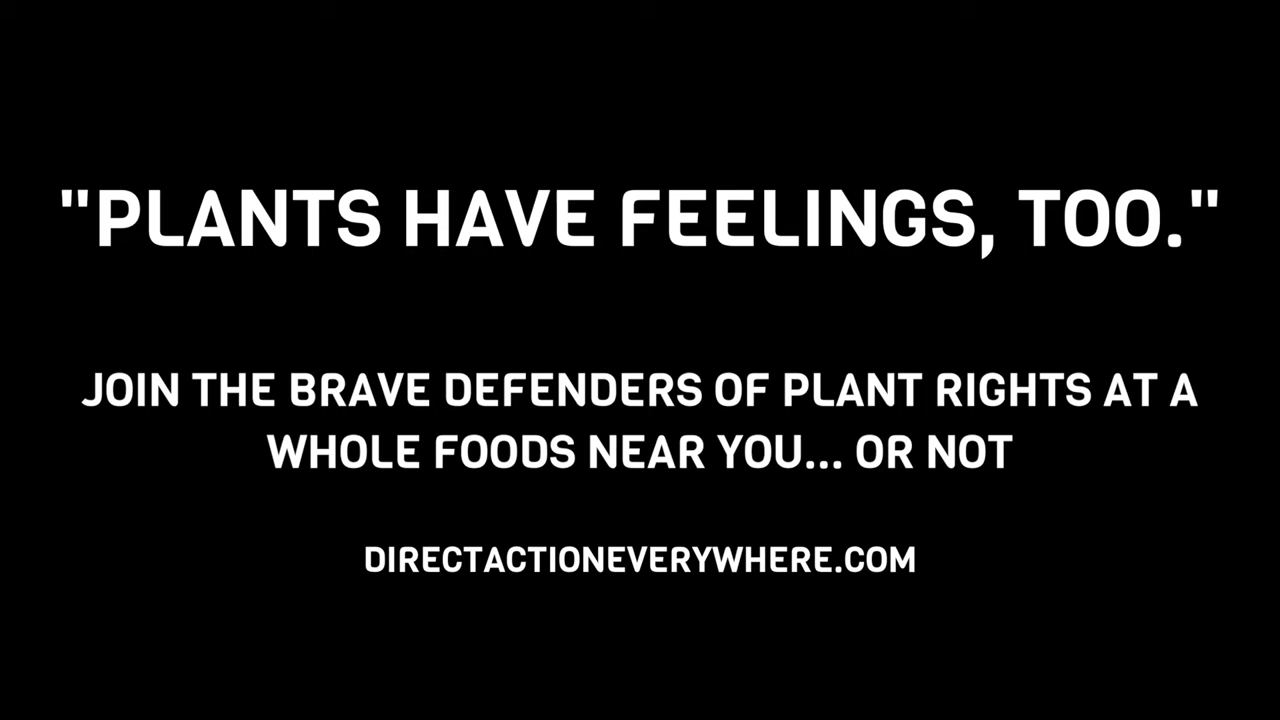 "PLANTS HAVE FEELINGS, TOO."
JOIN THE BRAVE DEFENDERS OF PLANT RIGHTS AT A
WHOLE FOODS NEAR YOU... OR NOT
DIRECTACTIONEVERYWHERE.COM